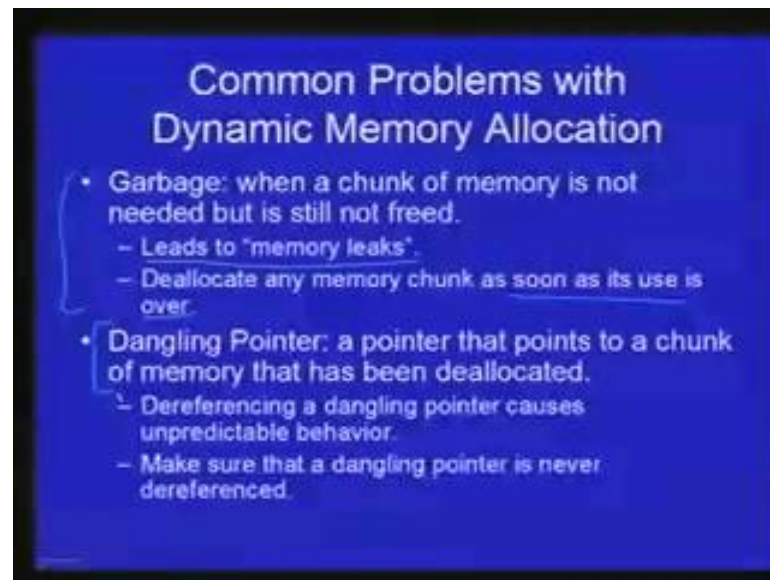 Common Problems with
Dynamic Memory Allocation
• Garbage: when a chunk of memory is not
needed but is still not freed.
– Leads to "memory leaks".
– Deallocate any memory chunk as soon as its use is
over.
• Dangling Pointer: a pointer that points to a chunk
of memory that has been deallocated.
– Dereferencing a dangling pointer causes
unpredictable behavior.
– Make sure that a dangling pointer is never
dereferenced.